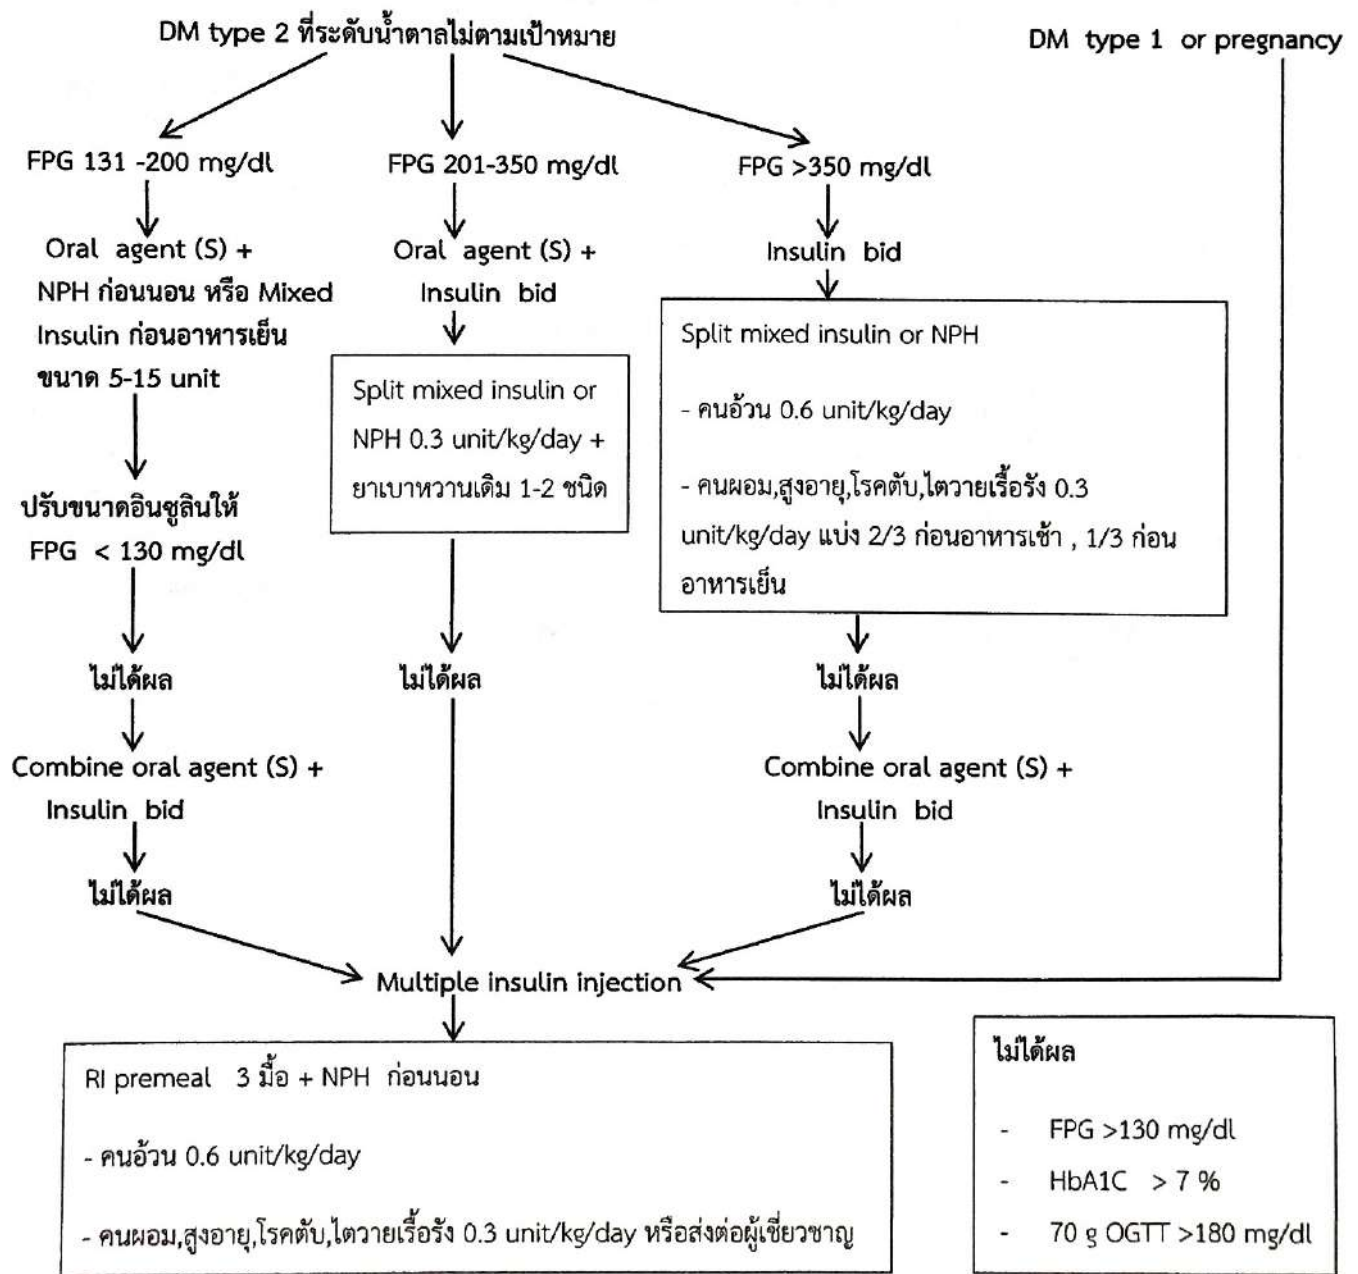 DM type 2 ที่ระดับน้ำตาลไม่ตามเป้าหมาย
DM type 1 or pregnancy
FPG 131 -200 mg/dl
FPG 201-350 mg/dl
FPG >350 mg/dl
Oral agent (S) +
NPH ก่อนนอน หรือ Mixed
Insulin ก่อนอาหารเย็น
ขนาด 5-15 unit
Oral agent (S) +
Insulin bid
Insulin bid
Split mixed insulin or
NPH 0.3 unit/kg/day +
ยาเบาหวานเดิม 1-2 ชนิด
Split mixed insulin or NPH
- คนอ้วน 0.6 unit/kg/day
- คนผอม,สูงอายุ,โรคตับ,ไตวายเรื้อรัง 0.3
unit/kg/day แบ่ง 2/3 ก่อนอาหารเช้า , 1/3 ก่อน
อาหารเย็น
ปรับขนาดอินซูลินให้
FPG < 130 mg/dl
ไม่ได้ผล
ไม่ได้ผล
ไม่ได้ผล
Combine oral agent (S) +
Insulin bid
Combine oral agent (S) +
Insulin bid
ไม่ได้ผล
ไม่ได้ผล
Multiple insulin injection
RI premeal 3 มื้อ + NPH ก่อนนอน
- คนอ้วน 0.6 unit/kg/day
- คนผอม,สูงอายุ,โรคตับ,ไตวายเรื้อรัง 0.3 unit/kg/day หรือส่งต่อผู้เชี่ยวชาญ
ไม่ได้ผล
- FPG >130 mg/dl
- HbA1C > 7 %
- 70 g OGTT >180 mg/dl